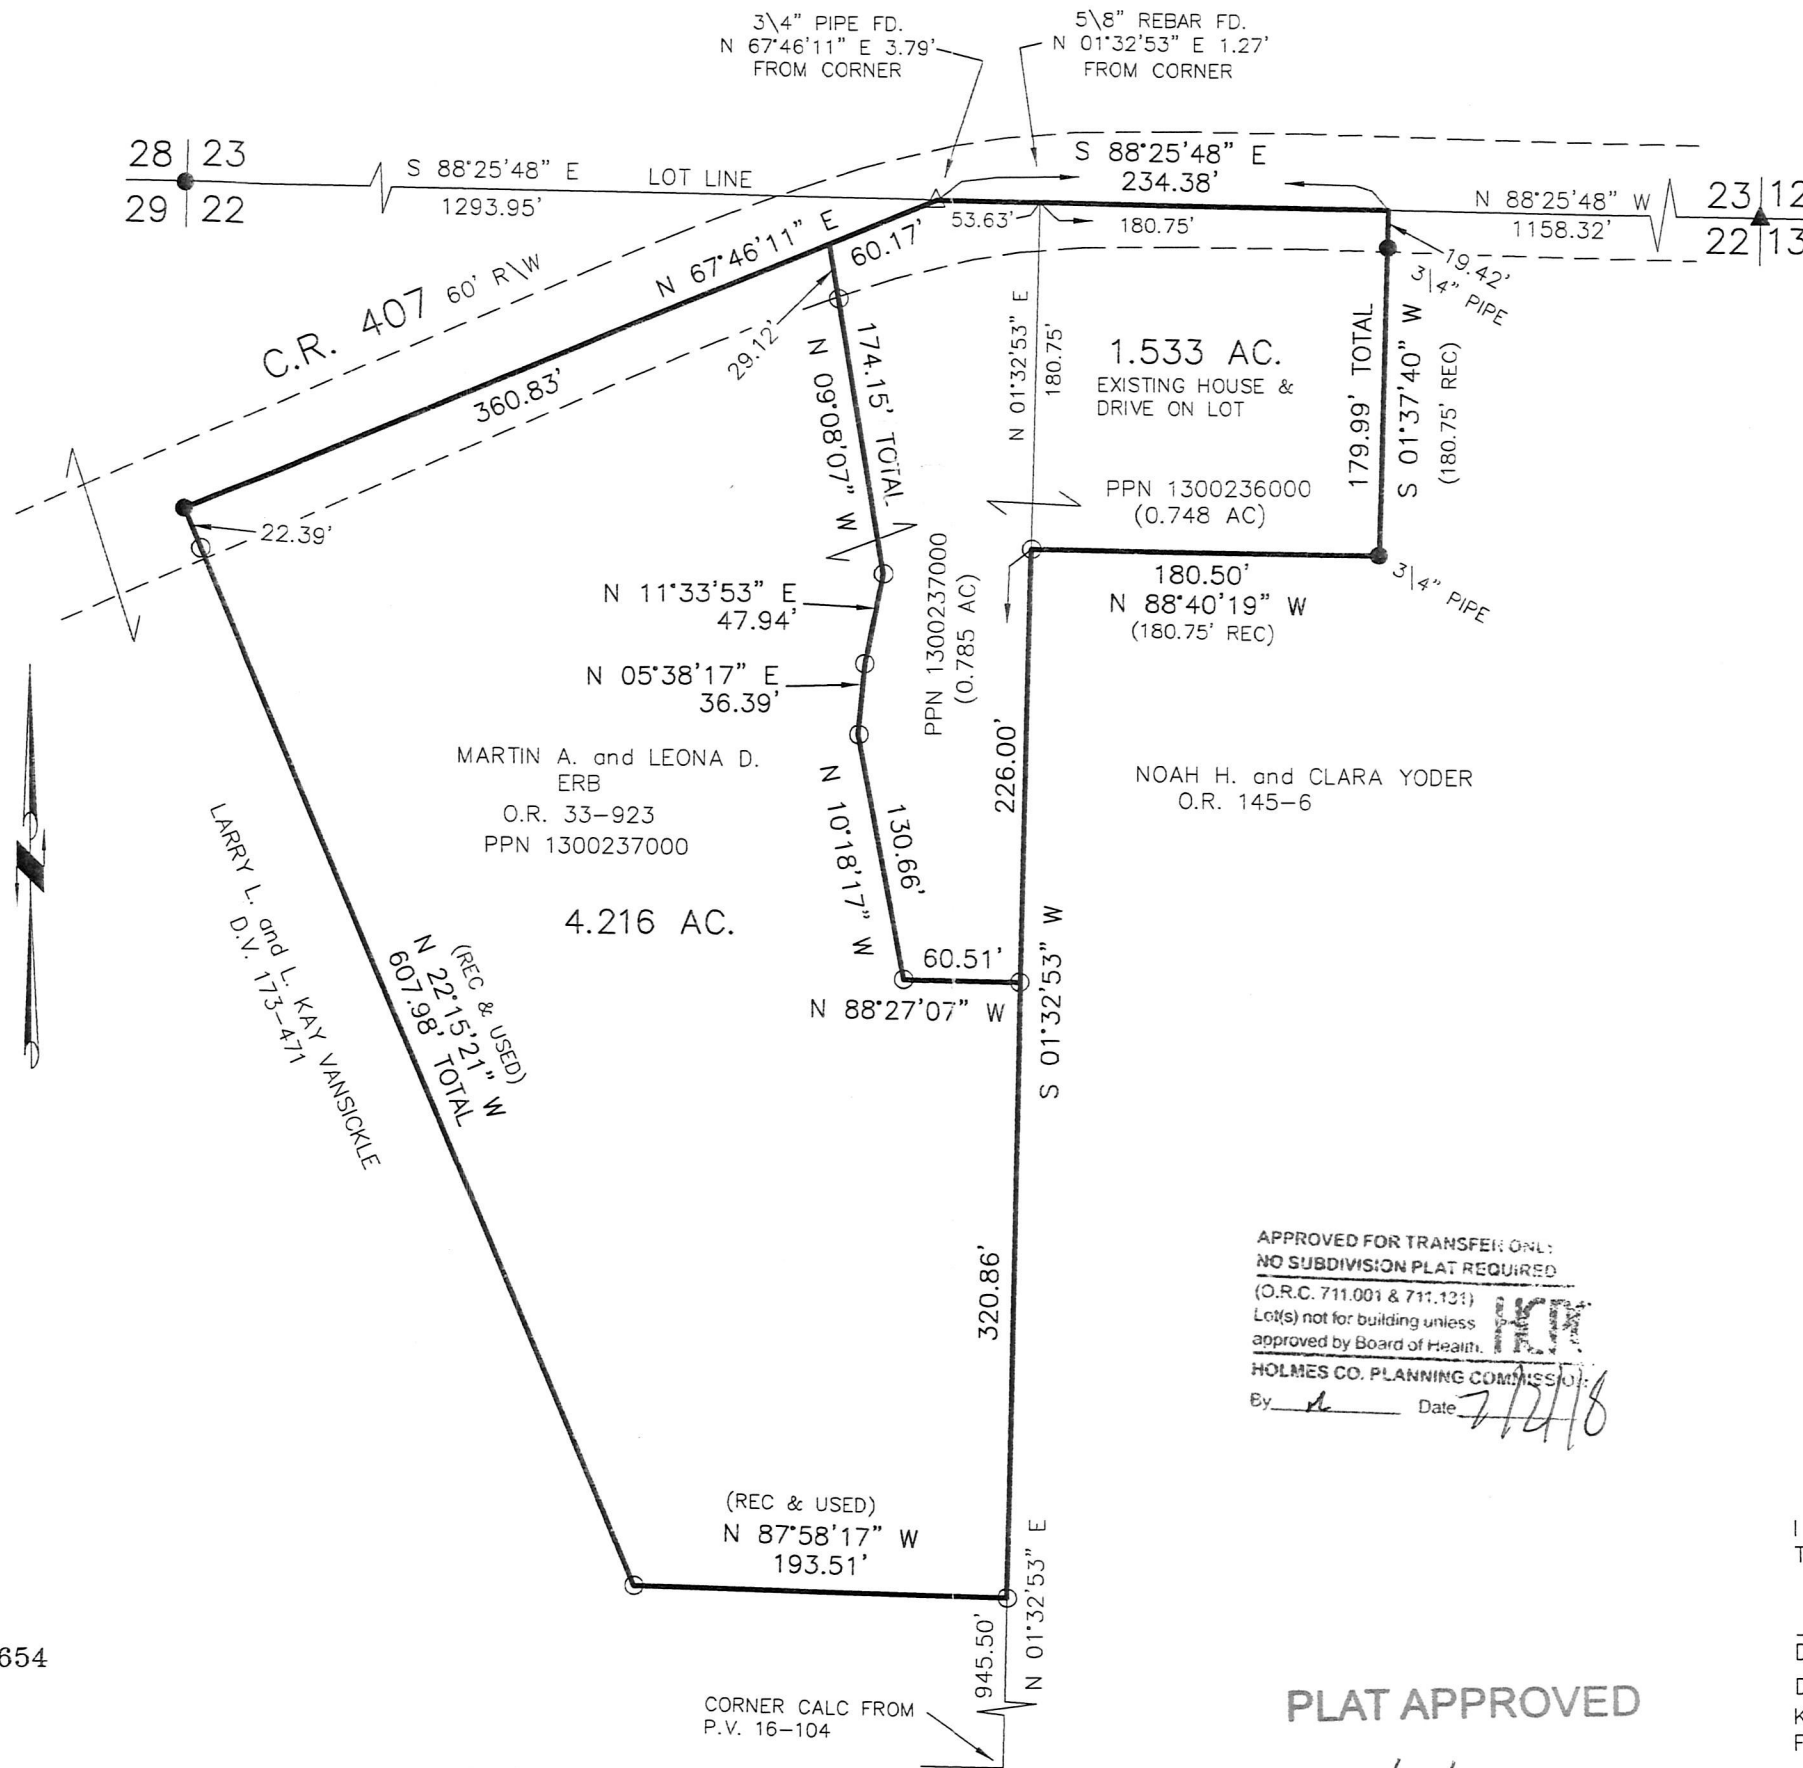 3\4" PIPE FD.
N 67°46'11" E 3.79'
FROM CORNER
5\8" REBAR FD.
N 01°32'53" E 1.27'
FROM CORNER
28 23
29 22
S 88°25'48" E
1293.95'
LOT LINE
S 88°25'48" E
234.38'
N 88°25'48" W
1158.32'
23 12
22 13
53.63'
180.75'
19.42'
3\4" PIPE
C.R. 407 60' R\W
N 67°46'11" E
60.17'
360.83'
29.12'
22.39'
174.15' TOTAL
N 09°08'07" W
N 01°32'53" E
180.75'
1.533 AC.
EXISTING HOUSE &
DRIVE ON LOT
179.99' TOTAL
S 01°37'40" W
(180.75' REC)
PPN 1300236000
(0.748 AC)
180.50'
N 88°40'19" W
(180.75' REC)
3\4" PIPE
N 11°33'53" E
47.94'
N 05°38'17" E
36.39'
PPN 1300237000
(0.785 AC)
226.00'
MARTIN A. and LEONA D.
ERB
O.R. 33-923
PPN 1300237000
4.216 AC.
NOAH H. and CLARA YODER
O.R. 145-6
130.66'
N 10°18'17" W
60.51'
N 88°27'07" W
S 01°32'53" W
LARRY L. and L. KAY VANSICKLE
D.V. 173-471
(REC & USED)
N 22°15'21" W
607.98' TOTAL
320.86'
APPROVED FOR TRANSFER ONLY
NO SUBDIVISION PLAT REQUIRED
(O.R.C. 711.001 & 711.131)
Lot(s) not for building unless
approved by Board of Health.
HOLMES CO. PLANNING COMMISSION
By Date
(REC & USED)
N 87°58'17" W
193.51'
N 01°32'53" E
945.50'
CORNER CALC FROM
P.V. 16-104
654
PLAT APPROVED